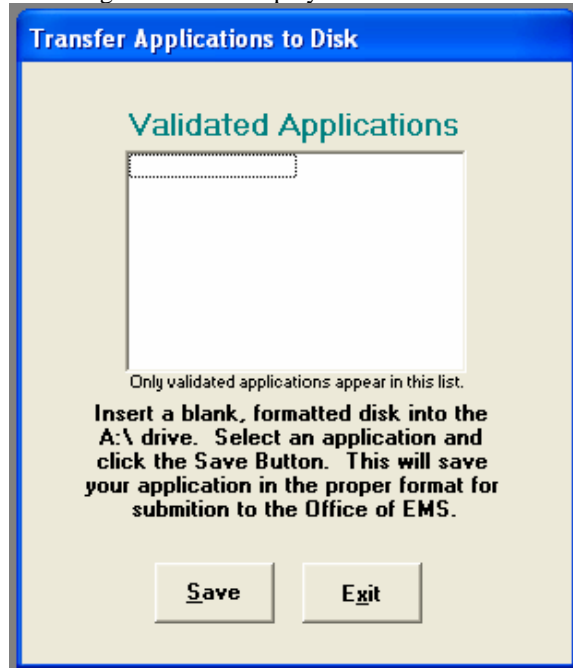 Transfer Applications to Disk
Validated Applications
Only validated applications appear in this list.
Insert a blank, formatted disk into the
A:\ drive. Select an application and
click the Save Button. This will save
your application in the proper format for
submition to the Office of EMS.
Save Exit